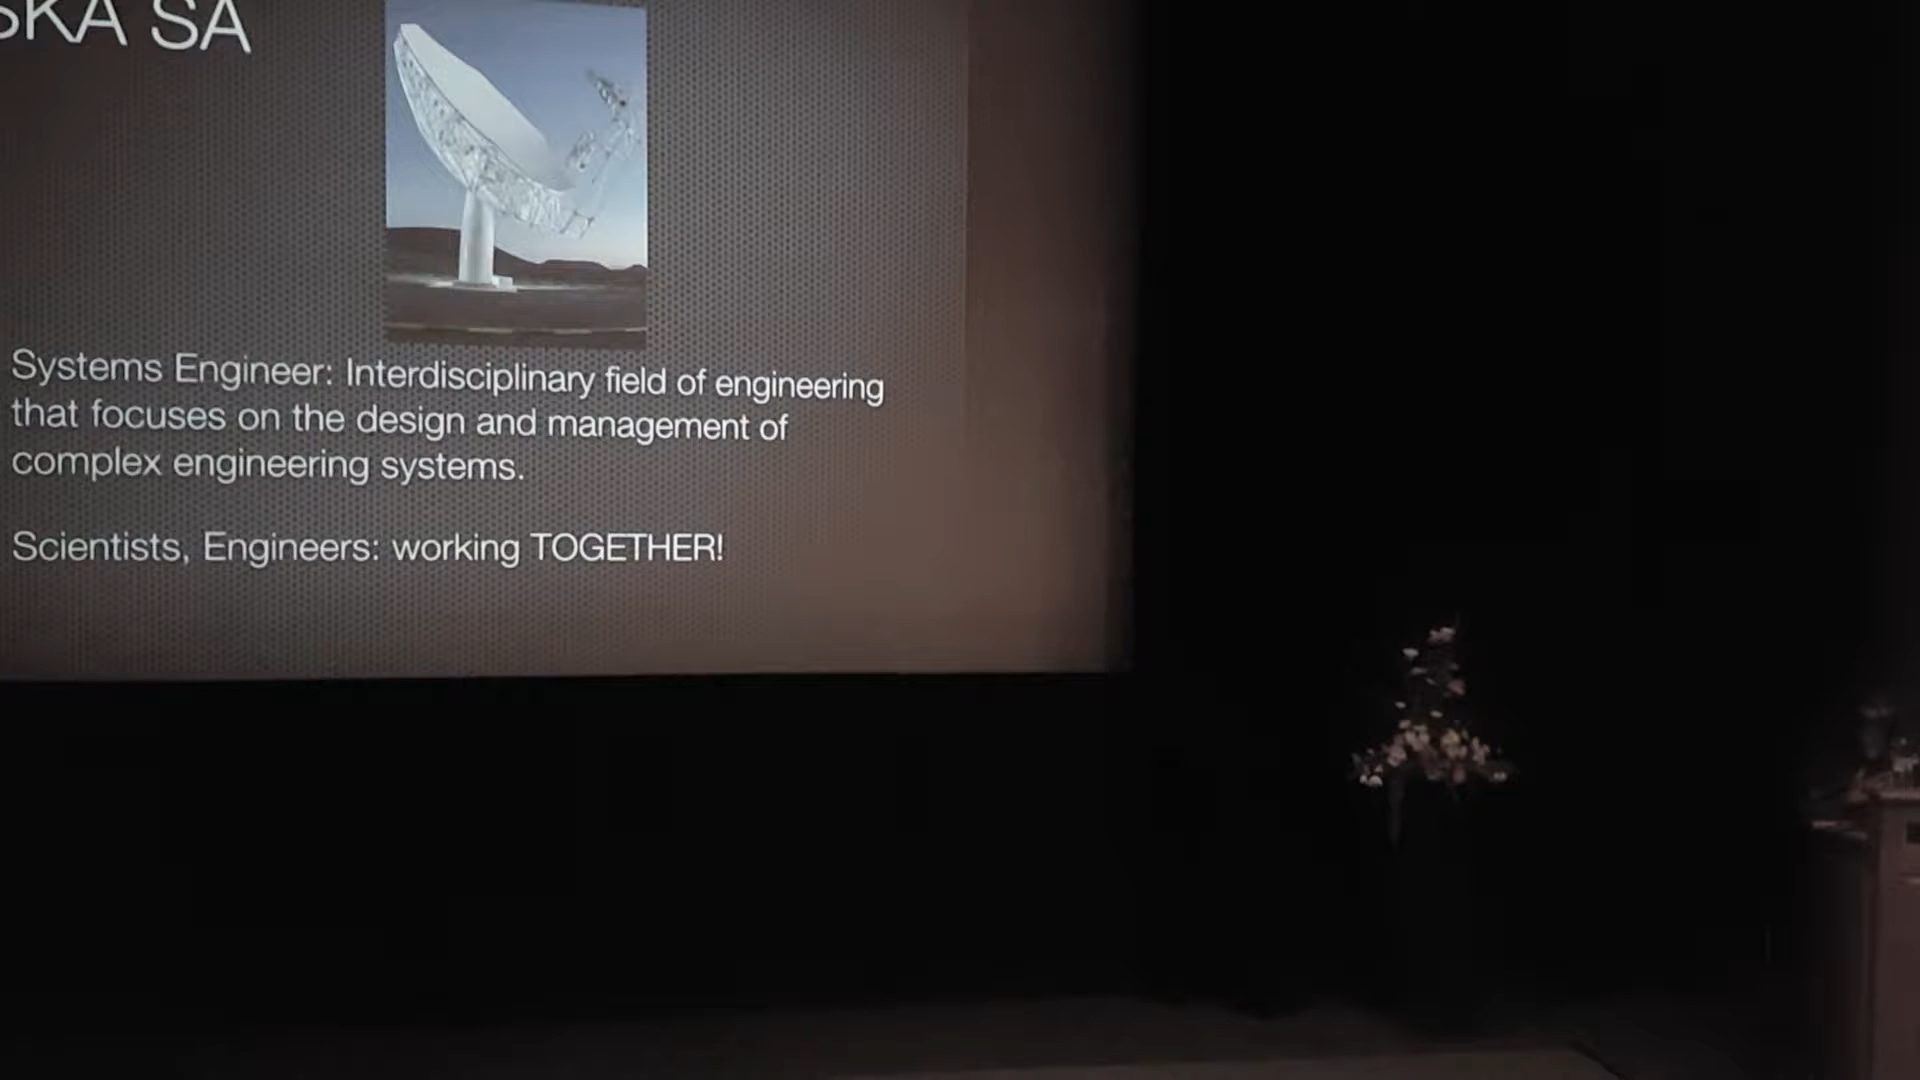 SKA SA
Systems Engineer: Interdisciplinary field of engineering
that focuses on the design and management of
complex engineering systems.
Scientists, Engineers: working TOGETHER!